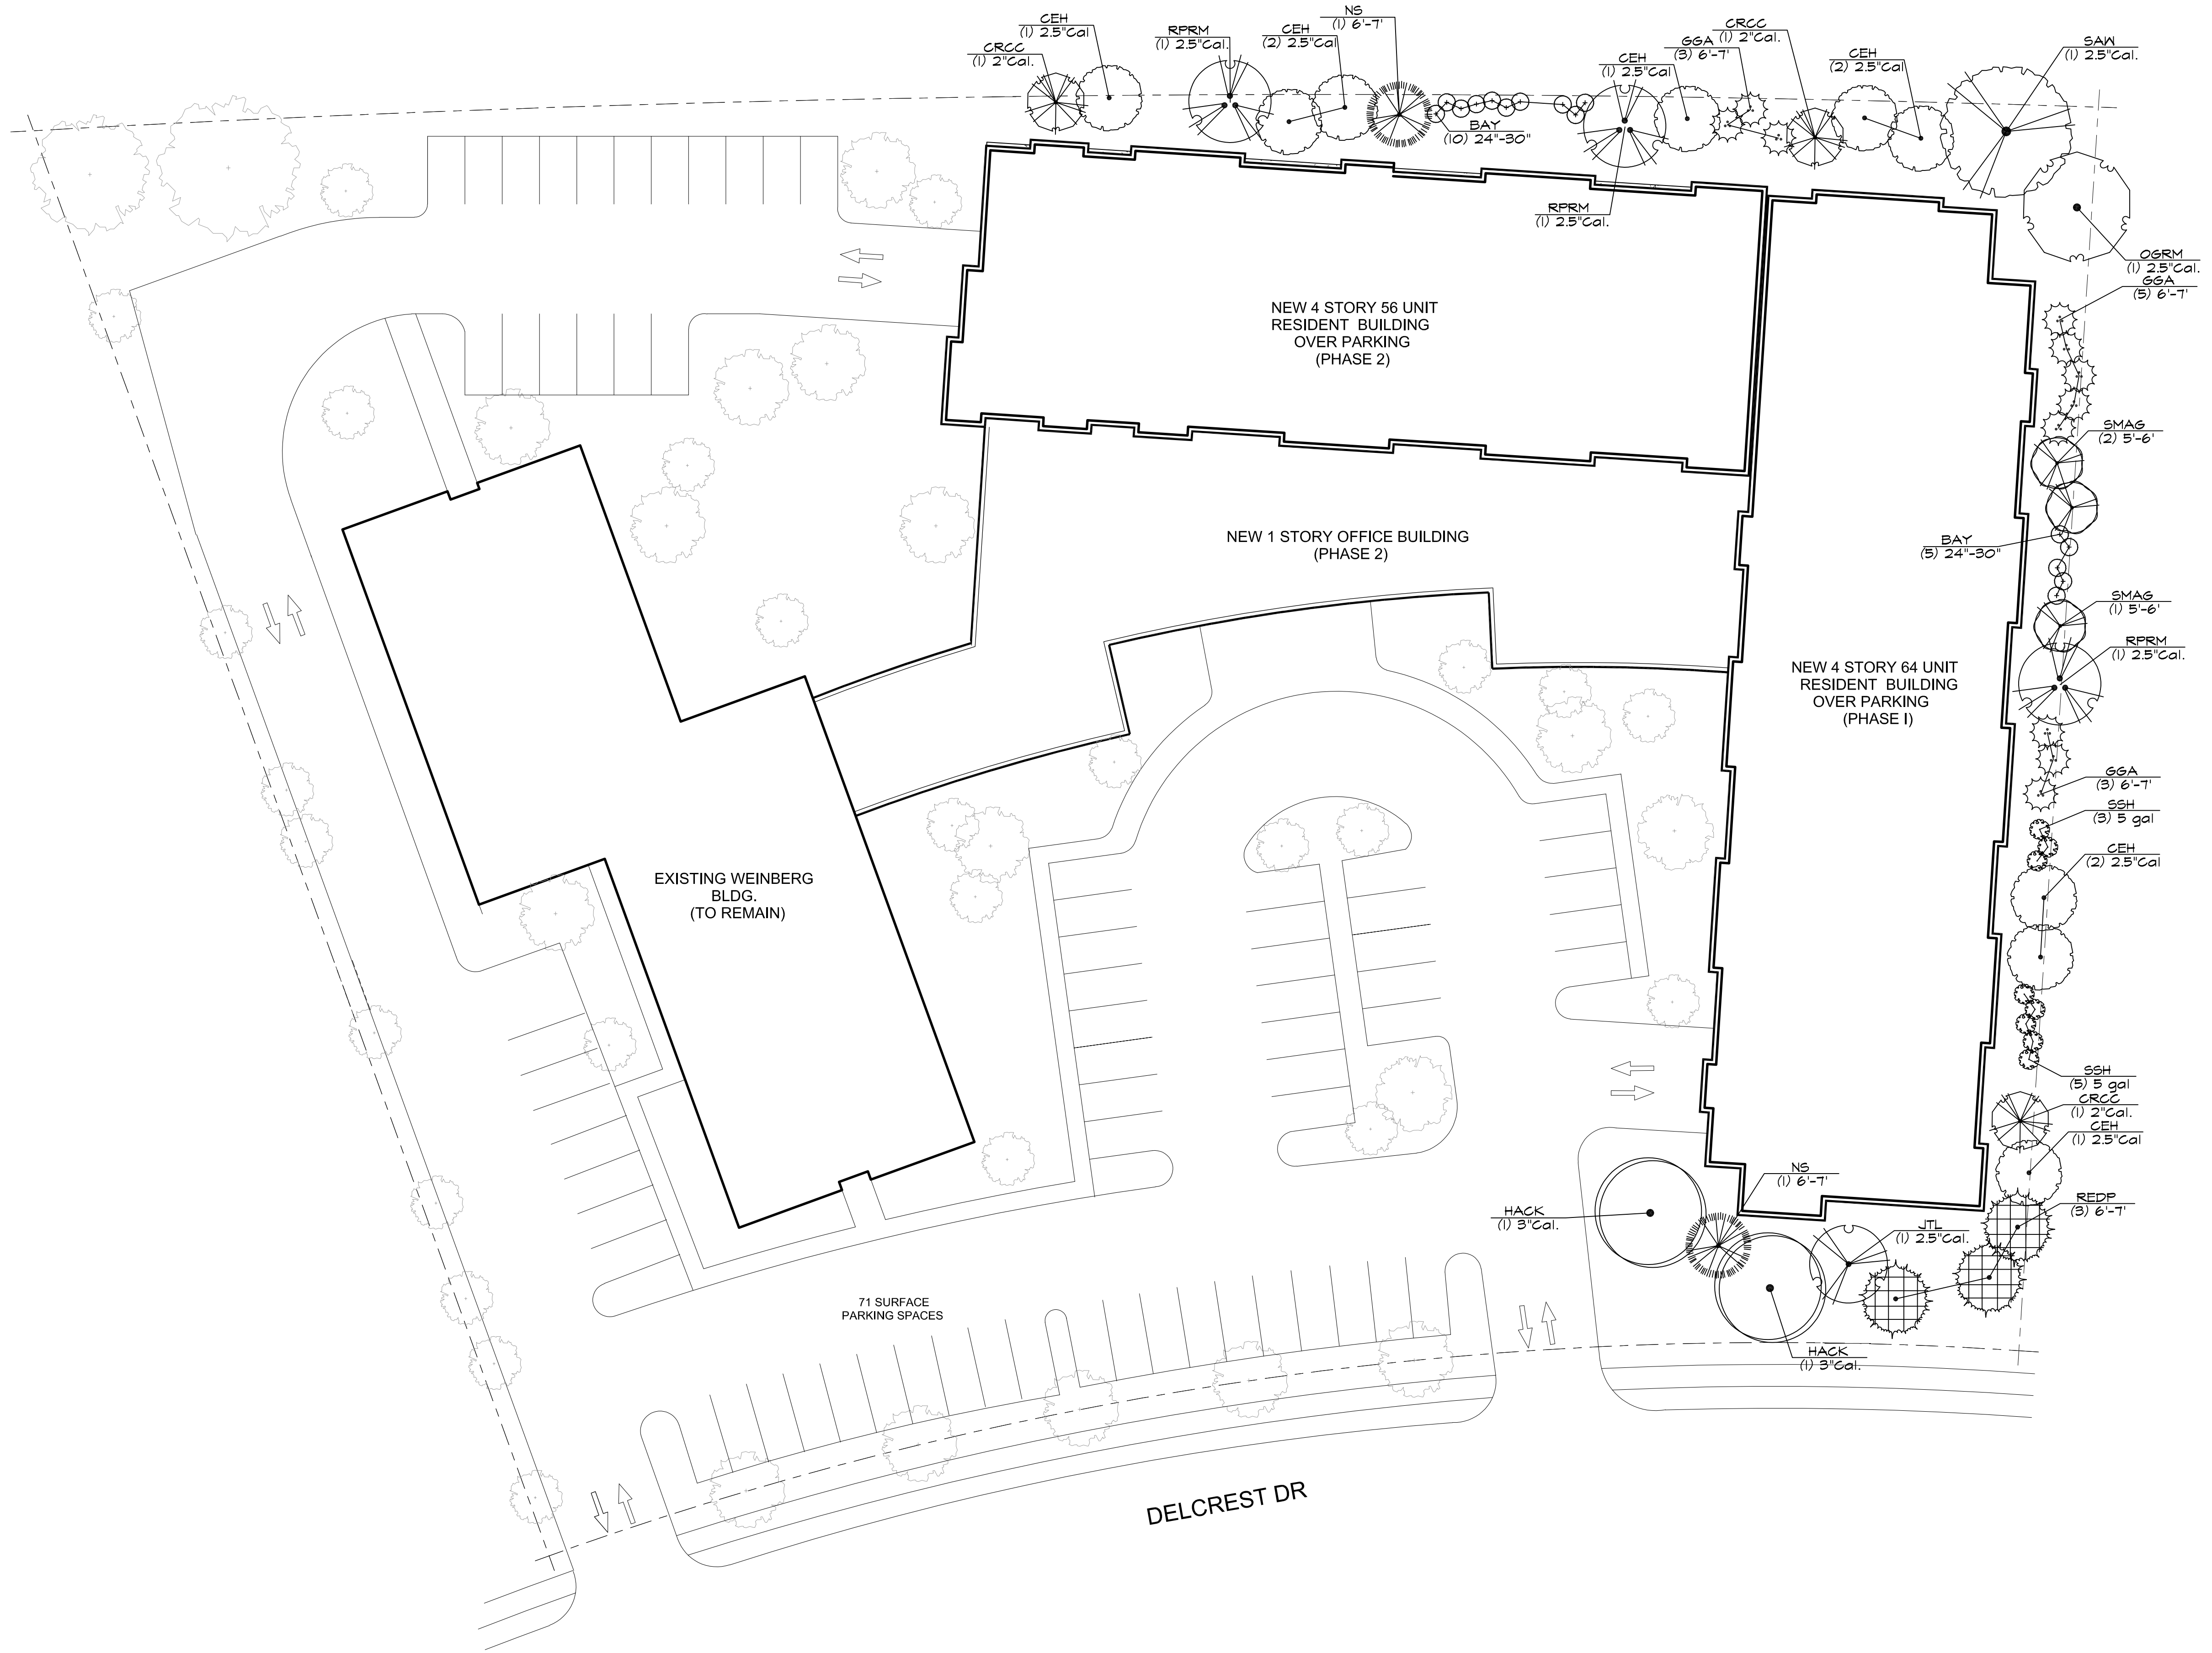 CEH
(1) 2.5"Cal
CRCC
(1) 2"Cal.
RPRM
(1) 2.5"Cal.
CEH
(2) 2.5"Cal
NS
(1) 6'-7'
BAY
(10) 24"-30"
CEH
(1) 2.5"Cal
GGA
(3) 6'-7'
CRCC
(1) 2"Cal.
CEH
(2) 2.5"Cal
SAW
(1) 2.5"Cal.
RPRM
(1) 2.5"Cal.
OGRM
(1) 2.5"Cal.
GGA
(5) 6'-7'
NEW 4 STORY 56 UNIT
RESIDENT BUILDING
OVER PARKING
(PHASE 2)
SMAG
(2) 5'-6'
NEW 1 STORY OFFICE BUILDING
(PHASE 2)
BAY
(5) 24"-30"
SMAG
(1) 5'-6'
RPRM
(1) 2.5"Cal.
NEW 4 STORY 64 UNIT
RESIDENT BUILDING
OVER PARKING
(PHASE I)
GGA
(3) 6'-7'
SSH
(3) 5 gal
CEH
(2) 2.5"Cal
EXISTING WEINBERG
BLDG.
(TO REMAIN)
SSH
(5) 5 gal
CRCC
(1) 2"Cal.
CEH
(1) 2.5"Cal
NS
(1) 6'-7'
REDP
(3) 6'-7'
HACK
(1) 3"Cal.
JTL
(1) 2.5"Cal.
71 SURFACE
PARKING SPACES
HACK
(1) 3"Cal.
DELCREST DR